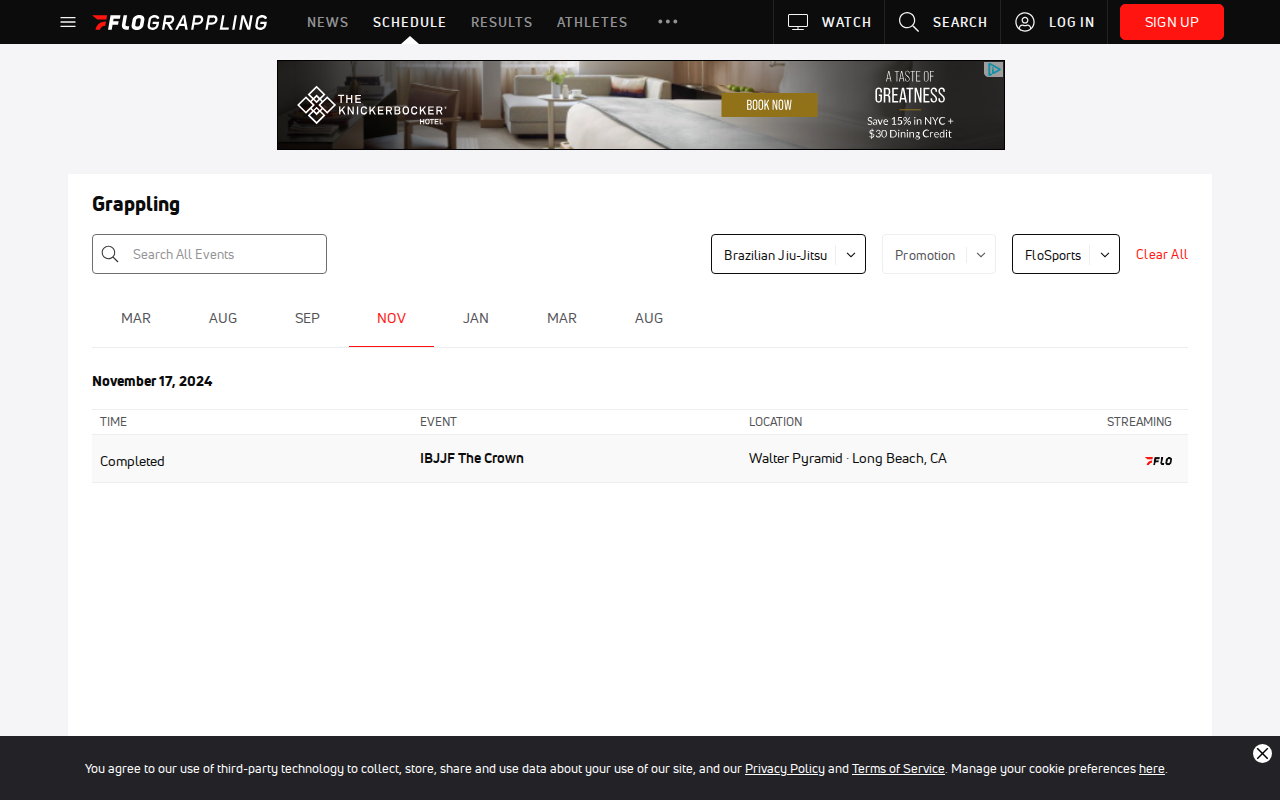 FLOGRAPPLING
NEWS
SCHEDULE
RESULTS
ATHLETES
WATCH
SEARCH
LOG IN
SIGN UP
THE
KNICKERBOCKER
HOTEL
BOOK NOW
A TASTE OF
GREATNESS
Save 15% in NYC +
$30 Dining Credit
Grappling
Search All Events
Brazilian Jiu-Jitsu
Promotion
FloSports
Clear All
MAR
AUG
SEP
NOV
JAN
MAR
AUG
November 17, 2024
TIME
EVENT
LOCATION
STREAMING
Completed
IBJJF The Crown
Walter Pyramid · Long Beach, CA
FLO
You agree to our use of third-party technology to collect, store, share and use data about your use of our site, and our Privacy Policy and Terms of Service. Manage your cookie preferences here.